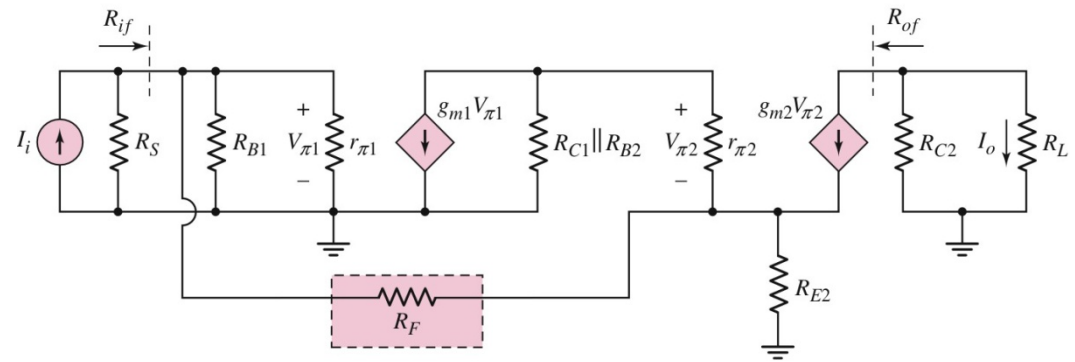 R_if
R_of
I_i
R_S
R_B1
+
V_π1
−
r_π1
g_m1V_π1
R_C1||R_B2
+
V_π2
−
r_π2
g_m2V_π2
R_C2
I_o
R_L
R_F
R_E2